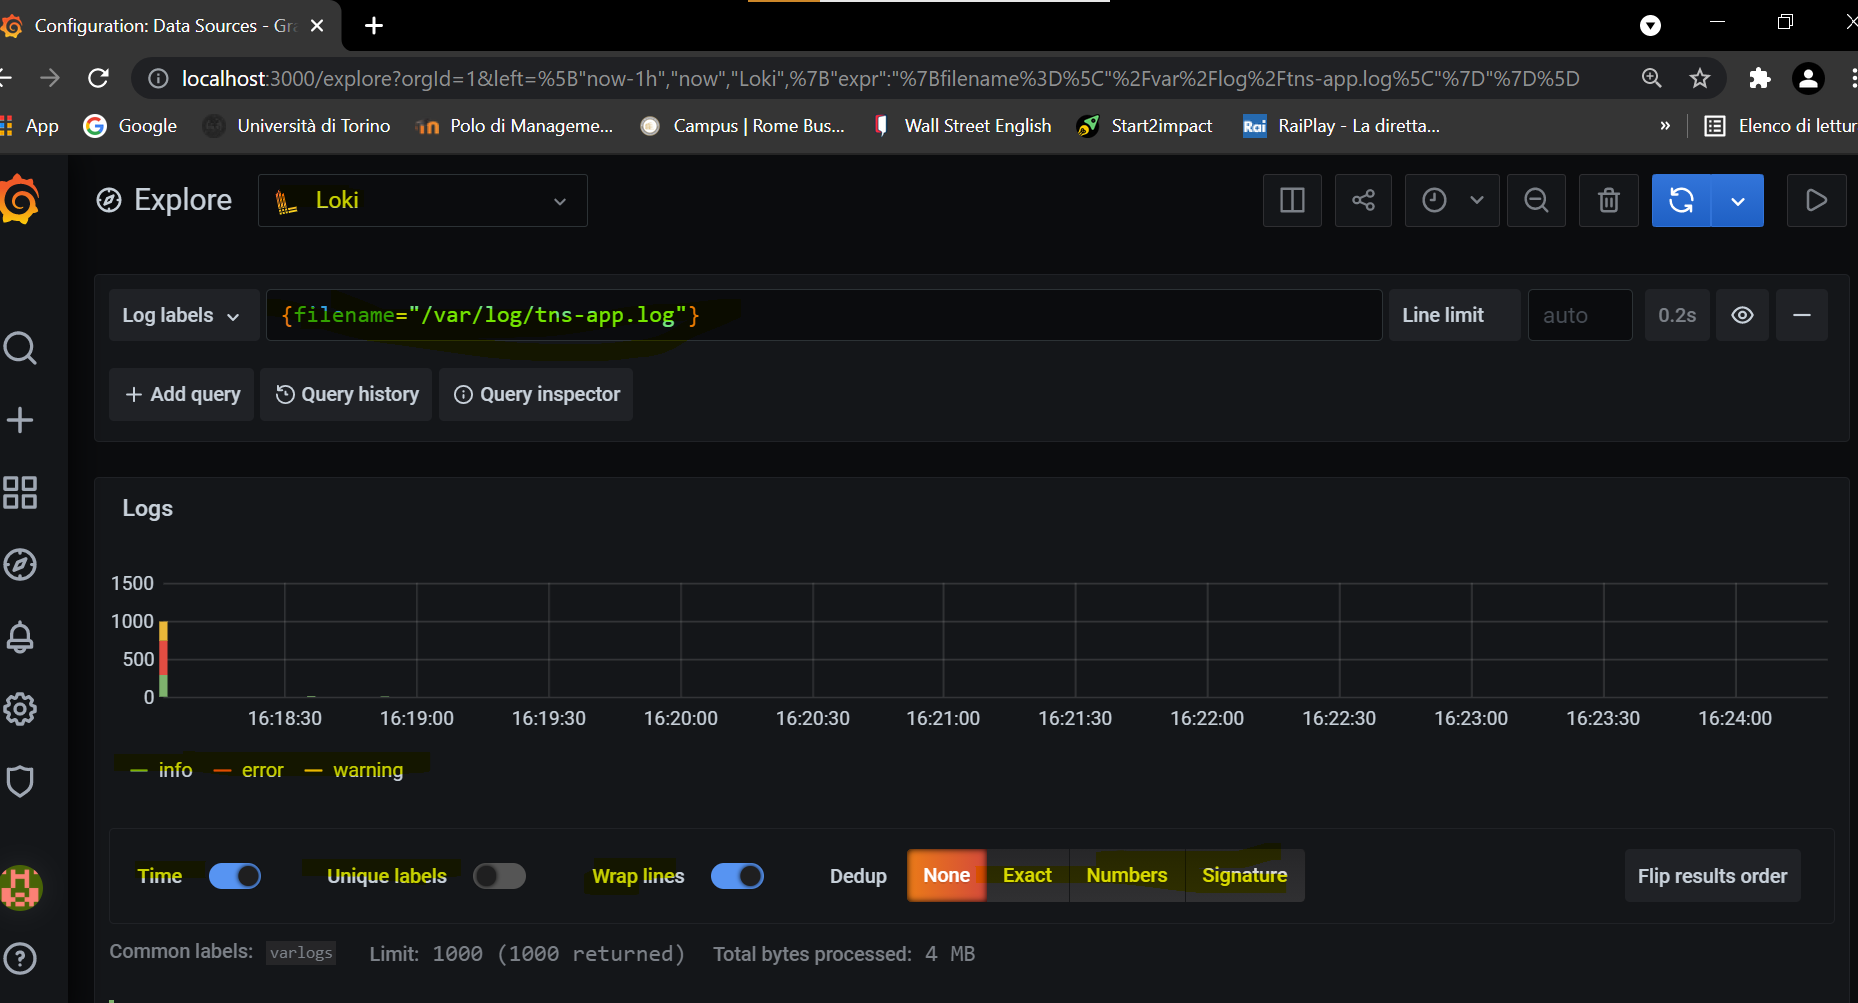 Configuration: Data Sources - Gra
localhost:3000/explore?orgId=1&left=%5B"now-1h","now","Loki",%7B"expr":"%7Bfilename%3D%5C"%2Fvar%2Flog%2Ftns-app.log%5C"%7D"%7D%5D
App Google Università di Torino Polo di Manageme... Campus | Rome Bus... Wall Street English Start2impact Rai RaiPlay - La diretta... » Elenco di lettur
Explore Loki
Log labels {filename="/var/log/tns-app.log"} Line limit auto 0.2s
+ Add query Query history Query inspector
Logs
1500
1000
500
0
16:18:30 16:19:00 16:19:30 16:20:00 16:20:30 16:21:00 16:21:30 16:22:00 16:22:30 16:23:00 16:23:30 16:24:00
info error warning
Time Unique labels Wrap lines Dedup None Exact Numbers Signature Flip results order
Common labels: varlogs Limit: 1000 (1000 returned) Total bytes processed: 4 MB